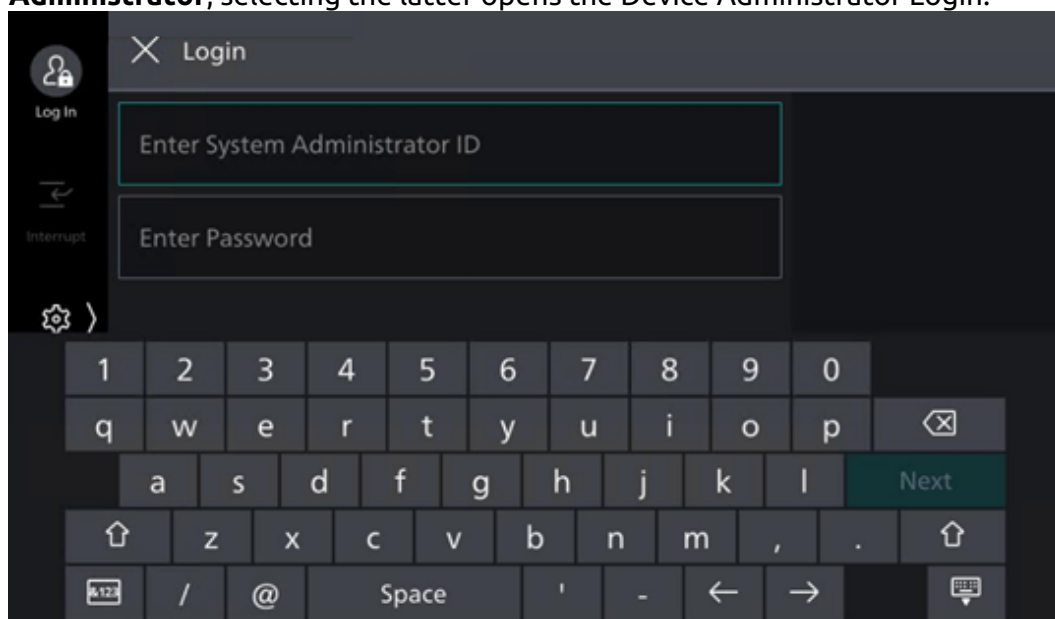 Administrator, selecting the latter opens the Device Administrator Login.
Login
Log In
Enter System Administrator ID
Interrupt
Enter Password
1 2 3 4 5 6 7 8 9 0
q w e r t y u i o p
a s d f g h j k l Next
z x c v b n m , .
&123 / @ Space ' - ← →